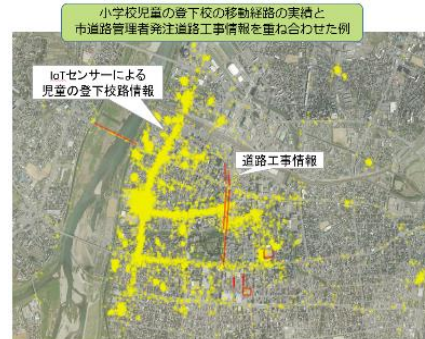 小学校児童の登下校の移動経路の実績と
市道路管理者発注道路工事情報を重ね合わせた例
IoTセンサーによる
児童の登下校路情報
道路工事情報